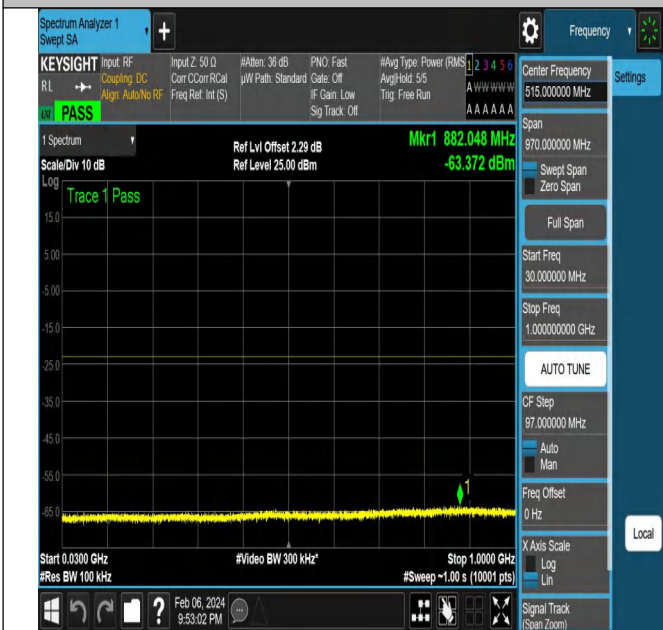 Spectrum Analyzer 1
Swept SA
Frequency
KEYSIGHT
RL
PASS
Input: RF
Coupling: DC
Align: Auto/No RF
Input Z: 50 Ω
Corr CCorr RCal
Freq Ref: Int (S)
#Atten: 36 dB
µW Path: Standard
PNO: Fast
Gate: Off
IF Gain: Low
Sig Track: Off
#Avg Type: Power (RMS
Avg|Hold: 5/5
Trig: Free Run
1 2 3 4 5 6
A W W W W W
A A A A A A
1 Spectrum
Scale/Div 10 dB
Ref Lvl Offset 2.29 dB
Ref Level 25.00 dBm
Mkr1 882.048 MHz
-63.372 dBm
Log
Trace 1 Pass
15.0
5.00
-5.00
-15.0
-25.0
-35.0
-45.0
-55.0
-65.0
1
Start 0.0300 GHz
#Res BW 100 kHz
#Video BW 300 kHz*
Stop 1.0000 GHz
#Sweep ~1.00 s (10001 pts)
Center Frequency
515.000000 MHz
Settings
Span
970.000000 MHz
Swept Span
Zero Span
Full Span
Start Freq
30.000000 MHz
Stop Freq
1.000000000 GHz
AUTO TUNE
CF Step
97.000000 MHz
Auto
Man
Freq Offset
0 Hz
Local
X Axis Scale
Log
Lin
Signal Track
(Span Zoom)
?
Feb 06, 2024
9:53:02 PM